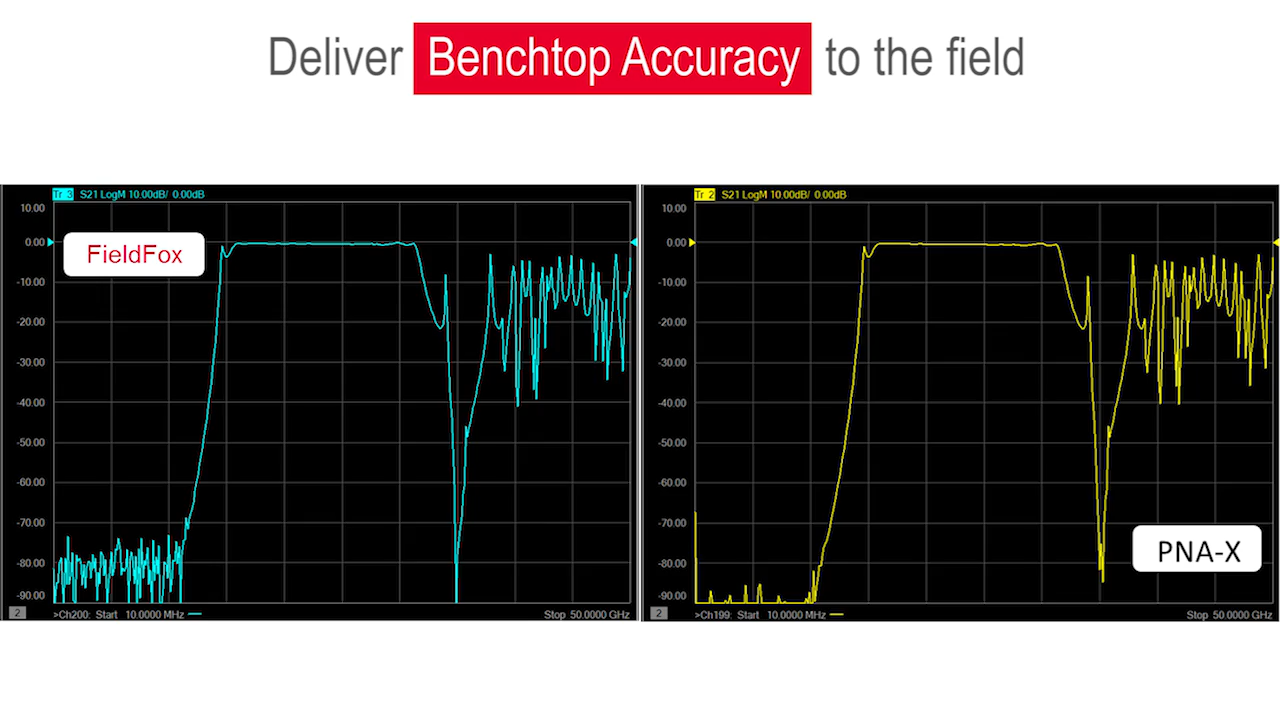 Deliver Benchtop Accuracy to the field
Tr 3 S21 LogM 10.00dB/ 0.00dB
10.00
0.00
-10.00
-20.00
-30.00
-40.00
-50.00
-60.00
-70.00
-80.00
-90.00
FieldFox
2 >Ch200: Start 10.0000 MHz
Stop 50.0000 GHz
Tr 2 S21 LogM 10.00dB/ 0.00dB
10.00
0.00
-10.00
-20.00
-30.00
-40.00
-50.00
-60.00
-70.00
-80.00
-90.00
PNA-X
2 >Ch199: Start 10.0000 MHz
Stop 50.0000 GHz